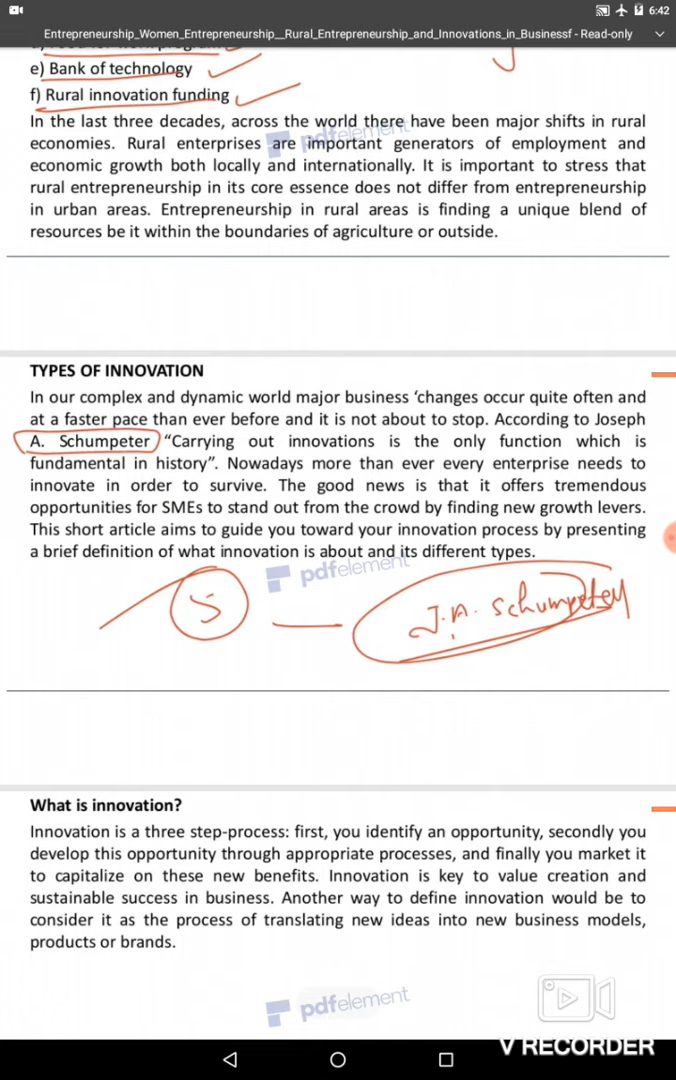 6:42
Entrepreneurship_Women_Entrepreneurship__Rural_Entrepreneurship_and_Innovations_in_Businessf - Read-only
e) Bank of technology
f) Rural innovation funding
In the last three decades, across the world there have been major shifts in rural
economies. Rural enterprises are important generators of employment and
economic growth both locally and internationally. It is important to stress that
rural entrepreneurship in its core essence does not differ from entrepreneurship
in urban areas. Entrepreneurship in rural areas is finding a unique blend of
resources be it within the boundaries of agriculture or outside.
pdfelement
TYPES OF INNOVATION
In our complex and dynamic world major business ‘changes occur quite often and
at a faster pace than ever before and it is not about to stop. According to Joseph
A. Schumpeter “Carrying out innovations is the only function which is
fundamental in history”. Nowadays more than ever every enterprise needs to
innovate in order to survive. The good news is that it offers tremendous
opportunities for SMEs to stand out from the crowd by finding new growth levers.
This short article aims to guide you toward your innovation process by presenting
a brief definition of what innovation is about and its different types.
pdfelement
5 — J.A. Schumpeter
What is innovation?
Innovation is a three step-process: first, you identify an opportunity, secondly you
develop this opportunity through appropriate processes, and finally you market it
to capitalize on these new benefits. Innovation is key to value creation and
sustainable success in business. Another way to define innovation would be to
consider it as the process of translating new ideas into new business models,
products or brands.
pdfelement
V RECORDER